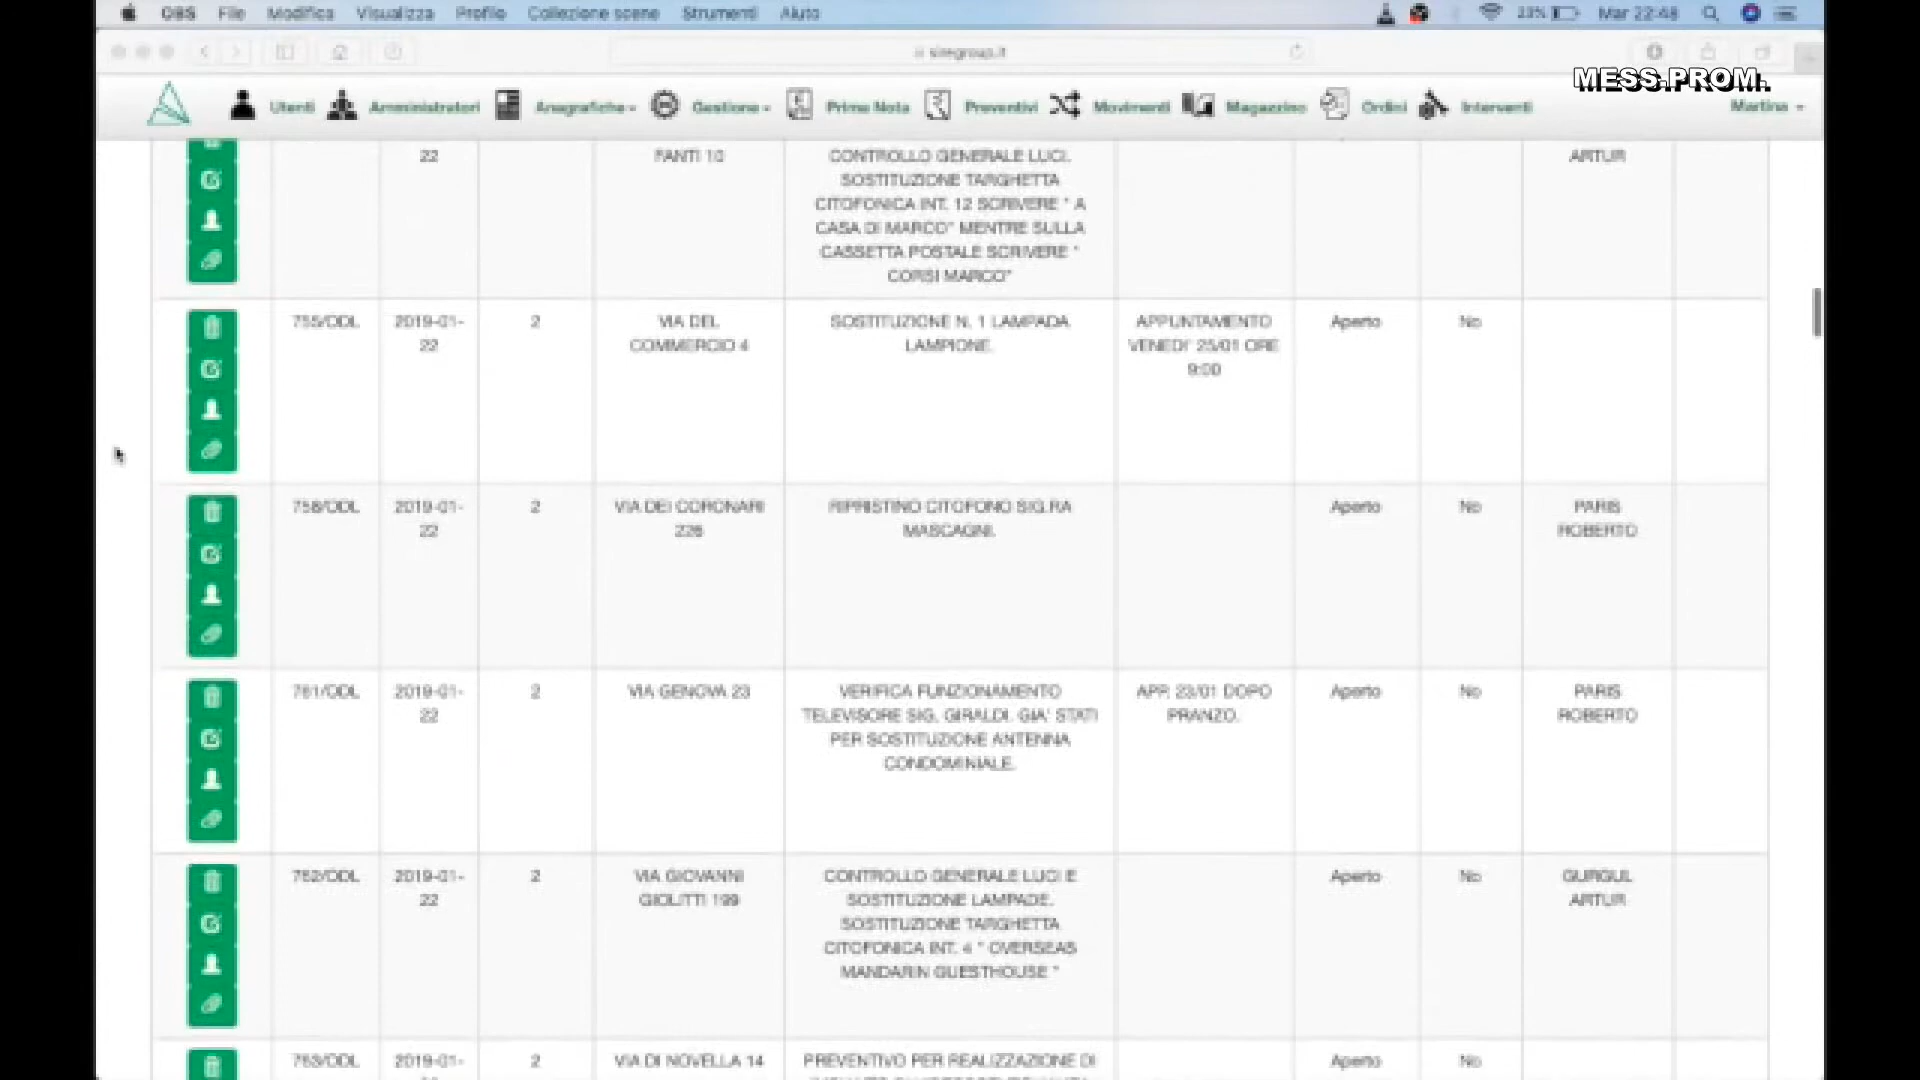 OBS File Modifica Visualizza Profilo Collezione scene Strumenti Aiuto 23% Mar 22:48
siregroup.it
MESS.PROM.
Utenti Amministratori Anagrafiche Gestione Prima Nota Preventivi Movimenti Magazzino Ordini Interventi Martina
22 FANTI 10 CONTROLLO GENERALE LUCI. ARTUR
SOSTITUZIONE TARGHETTA
CITOFONICA INT. 12 SCRIVERE " A
CASA DI MARCO" MENTRE SULLA
CASSETTA POSTALE SCRIVERE "
CORSI MARCO"
755/ODL 2019-01- 2 VIA DEL SOSTITUZIONE N. 1 LAMPADA APPUNTAMENTO Aperto No
22 COMMERCIO 4 LAMPIONE. VENEDI' 25/01 ORE
9:00
758/ODL 2019-01- 2 VIA DEI CORONARI RIPRISTINO CITOFONO SIG.RA Aperto No PARIS
22 226 MASCAGNI. ROBERTO
761/ODL 2019-01- 2 VIA GENOVA 23 VERIFICA FUNZIONAMENTO APP. 23/01 DOPO Aperto No PARIS
22 TELEVISORE SIG. GIRALDI. GIA' STATI PRANZO. ROBERTO
PER SOSTITUZIONE ANTENNA
CONDOMINIALE.
762/ODL 2019-01- 2 VIA GIOVANNI CONTROLLO GENERALE LUCI E Aperto No GURGUL
22 GIOLITTI 199 SOSTITUZIONE LAMPADE. ARTUR
SOSTITUZIONE TARGHETTA
CITOFONICA INT. 4 " OVERSEAS
MANDARIN GUESTHOUSE "
763/ODL 2019-01- 2 VIA DI NOVELLA 14 PREVENTIVO PER REALIZZAZIONE DI Aperto No